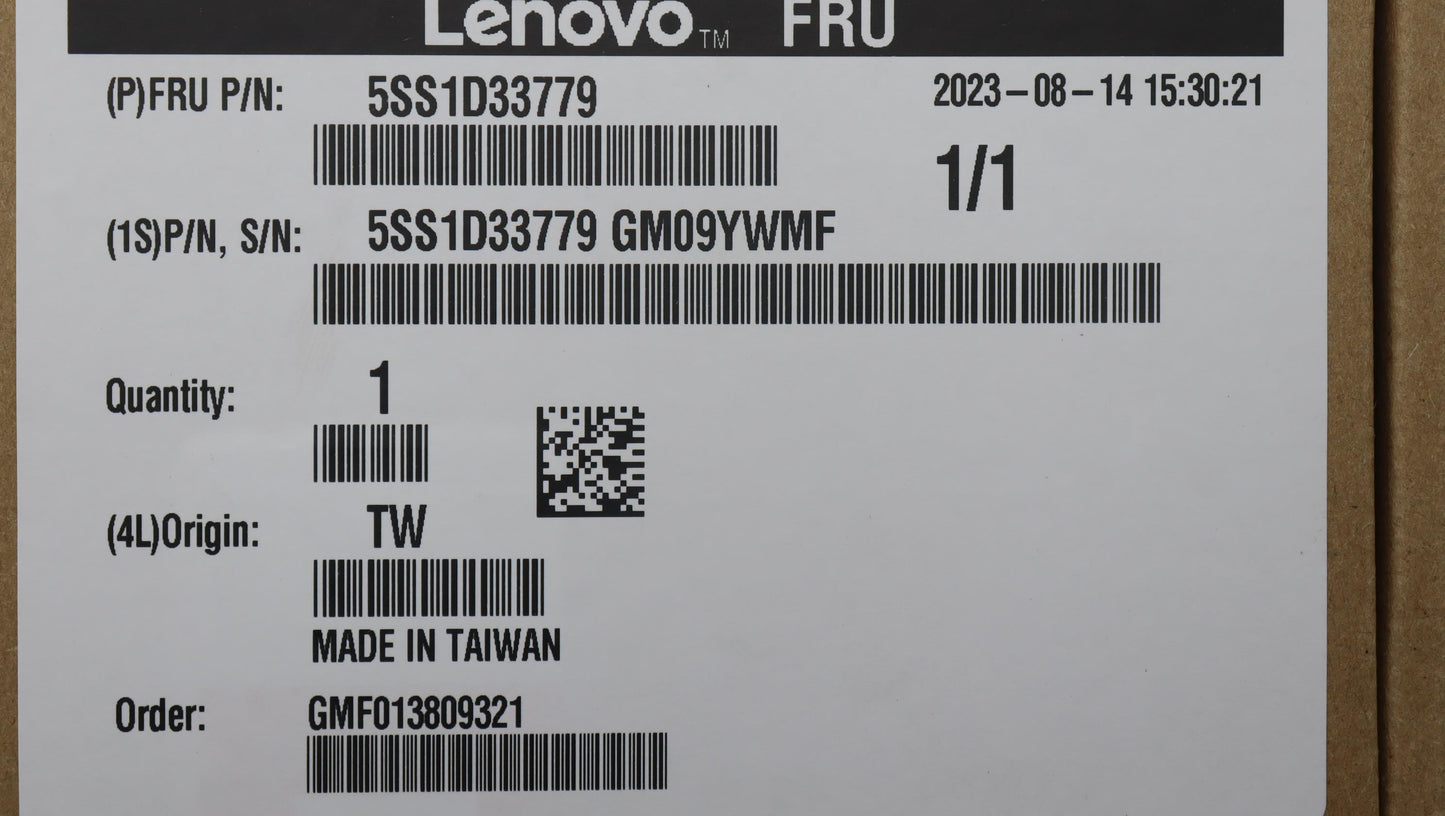 Lenovo™ FRU
(P)FRU P/N: 5SS1D33779 2023-08-14 15:30:21
1/1
(1S)P/N, S/N: 5SS1D33779 GM09YWMF
Quantity: 1
(4L)Origin: TW
MADE IN TAIWAN
Order: GMF013809321